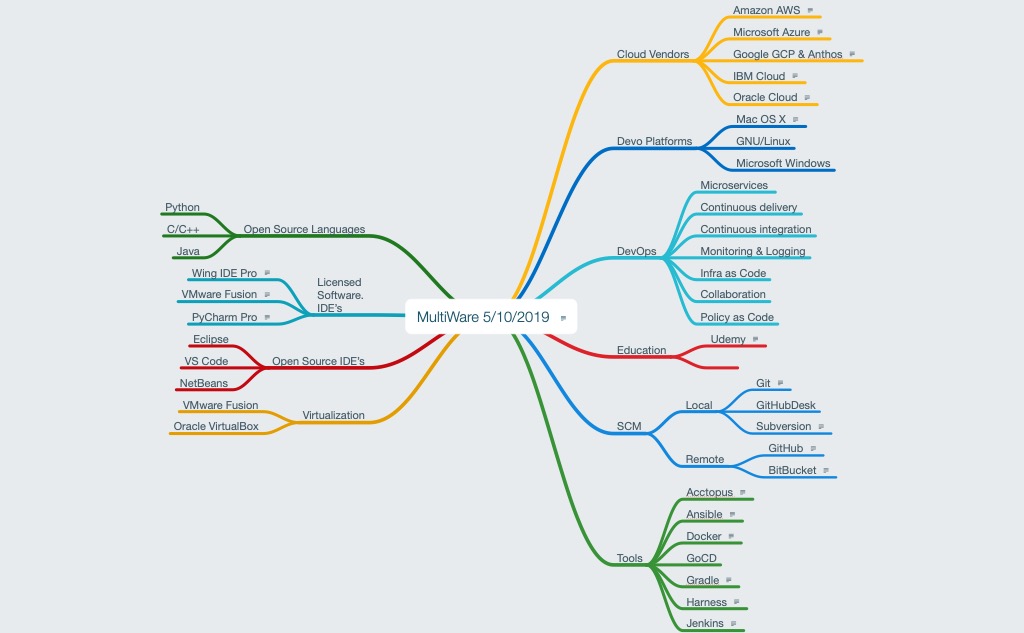 MultiWare 5/10/2019
Cloud Vendors
Amazon AWS
Microsoft Azure
Google GCP & Anthos
IBM Cloud
Oracle Cloud
Devo Platforms
Mac OS X
GNU/Linux
Microsoft Windows
DevOps
Microservices
Continuous delivery
Continuous integration
Monitoring & Logging
Infra as Code
Collaboration
Policy as Code
Education
Udemy
SCM
Local
Git
GitHubDesk
Subversion
Remote
GitHub
BitBucket
Tools
Acctopus
Ansible
Docker
GoCD
Gradle
Harness
Jenkins
Open Source Languages
Python
C/C++
Java
Licensed
Software.
IDE's
Wing IDE Pro
VMware Fusion
PyCharm Pro
Open Source IDE's
Eclipse
VS Code
NetBeans
Virtualization
VMware Fusion
Oracle VirtualBox